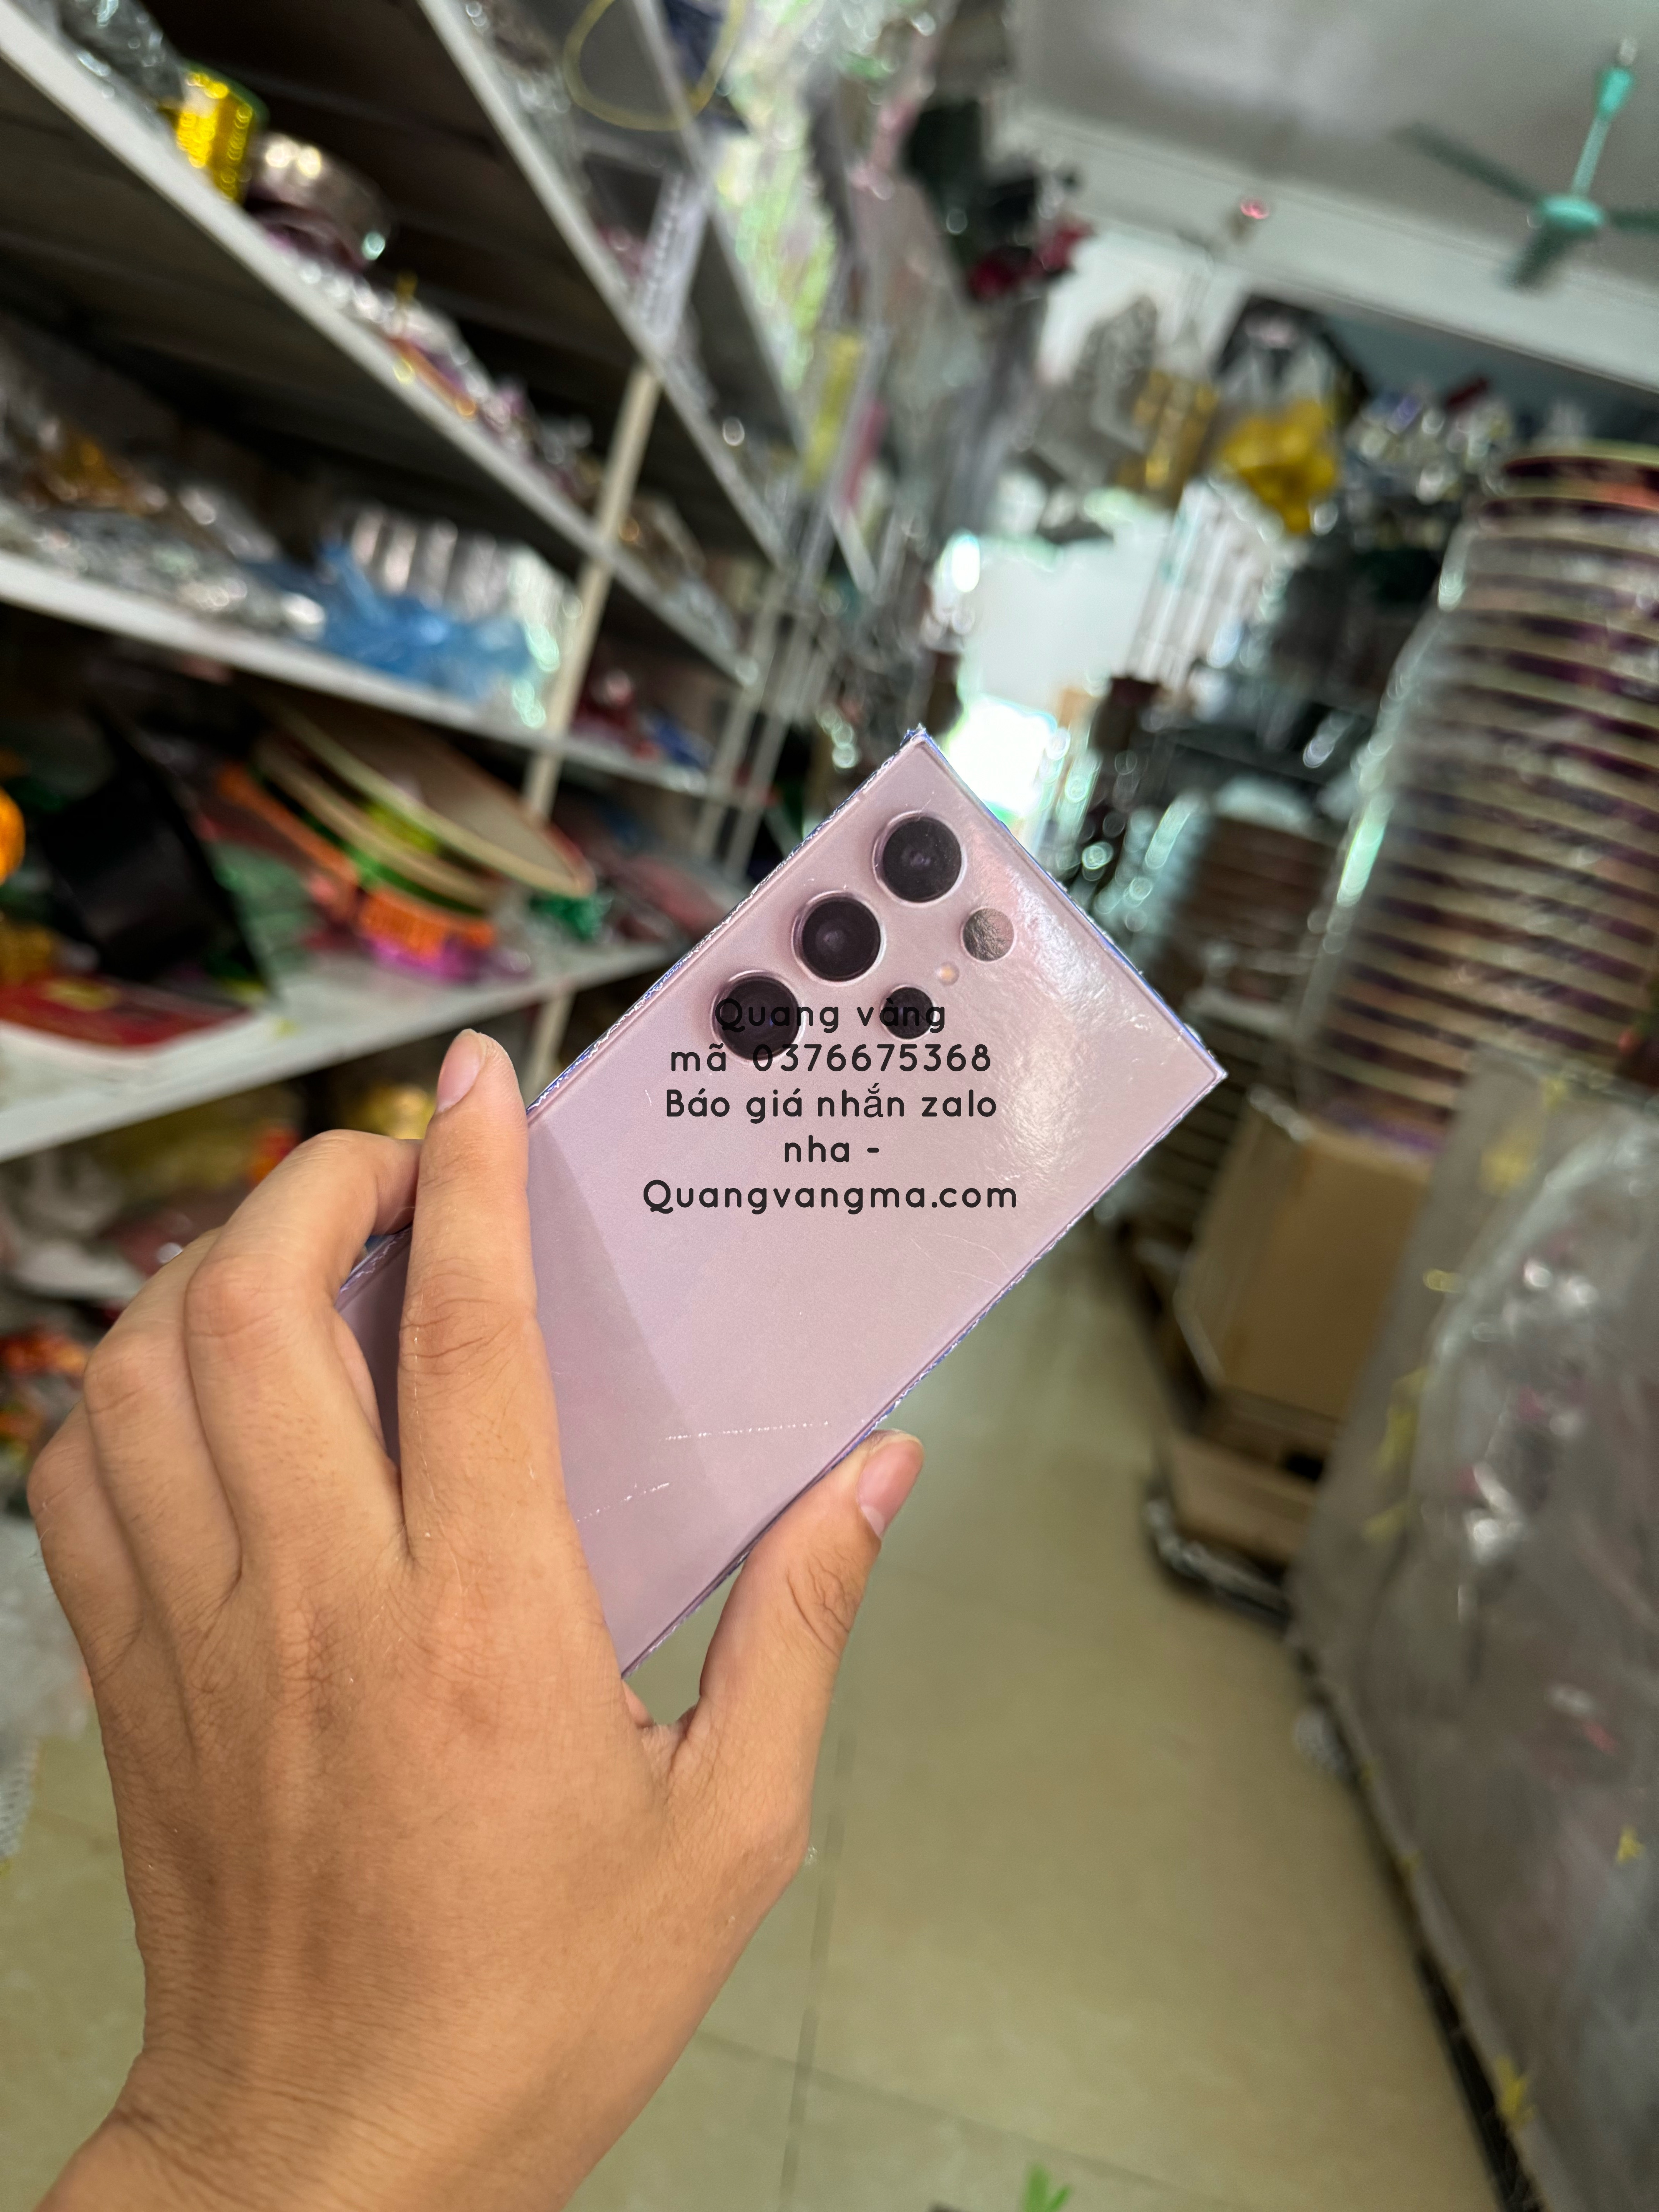 Quang vàng
mã 0376675368
Báo giá nhắn zalo
nha -
Quangvangma.com